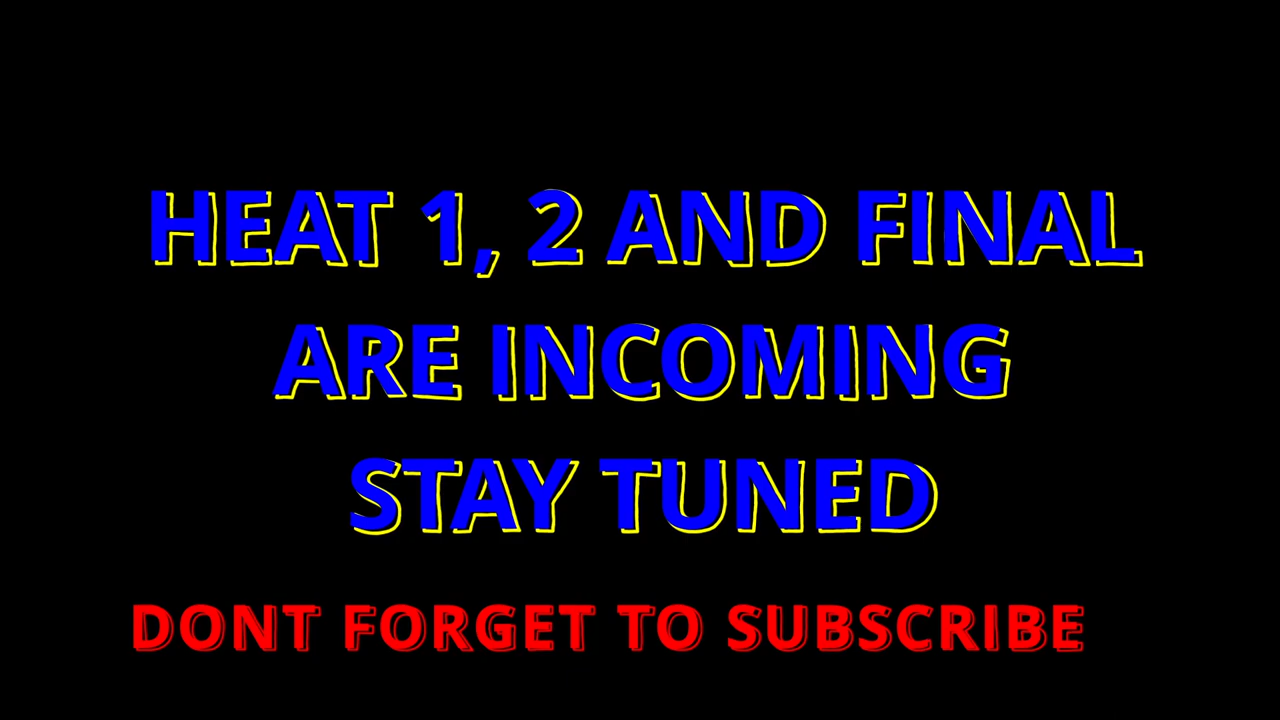 HEAT 1, 2 AND FINAL
ARE INCOMING
STAY TUNED
DONT FORGET TO SUBSCRIBE